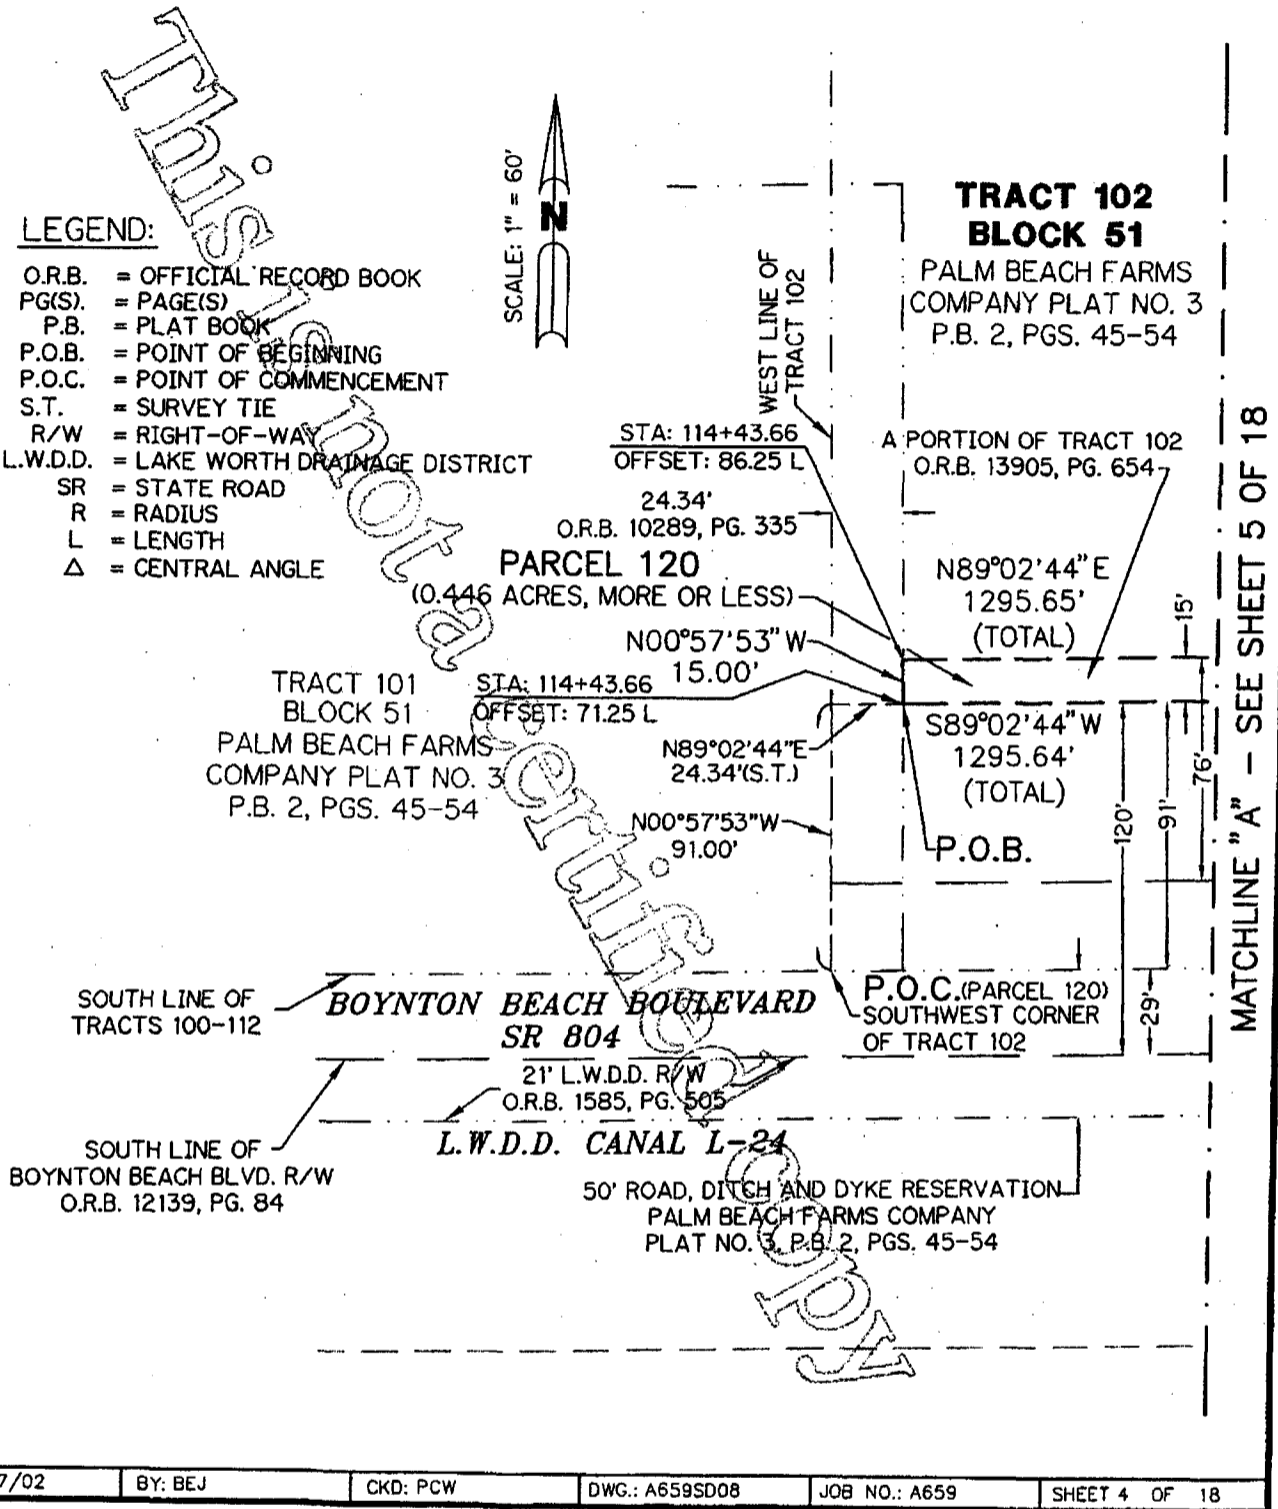 This is not a certified copy
LEGEND:
O.R.B. = OFFICIAL RECORD BOOK
PG(S). = PAGE(S)
P.B. = PLAT BOOK
P.O.B. = POINT OF BEGINNING
P.O.C. = POINT OF COMMENCEMENT
S.T. = SURVEY TIE
R/W = RIGHT-OF-WAY
L.W.D.D. = LAKE WORTH DRAINAGE DISTRICT
SR = STATE ROAD
R = RADIUS
L = LENGTH
Δ = CENTRAL ANGLE
SCALE: 1" = 60'
N
WEST LINE OF
TRACT 102
TRACT 102
BLOCK 51
PALM BEACH FARMS
COMPANY PLAT NO. 3
P.B. 2, PGS. 45-54
STA: 114+43.66
OFFSET: 86.25 L
A PORTION OF TRACT 102
O.R.B. 13905, PG. 654
24.34'
O.R.B. 10289, PG. 335
PARCEL 120
(0.446 ACRES, MORE OR LESS)
N00°57'53"W
15.00'
N89°02'44"E
1295.65'
(TOTAL)
15'
TRACT 101
BLOCK 51
PALM BEACH FARMS
COMPANY PLAT NO. 3
P.B. 2, PGS. 45-54
STA: 114+43.66
OFFSET: 71.25 L
N89°02'44"E
24.34'(S.T.)
S89°02'44"W
1295.64'
(TOTAL)
76'
N00°57'53"W
91.00'
P.O.B.
120'
91'
MATCHLINE "A" - SEE SHEET 5 OF 18
SOUTH LINE OF
TRACTS 100-112
BOYNTON BEACH BOULEVARD
SR 804
P.O.C.(PARCEL 120)
SOUTHWEST CORNER
OF TRACT 102
29'
21' L.W.D.D. R/W
O.R.B. 1585, PG. 505
L.W.D.D. CANAL L-24
SOUTH LINE OF
BOYNTON BEACH BLVD. R/W
O.R.B. 12139, PG. 84
50' ROAD, DITCH AND DYKE RESERVATION
PALM BEACH FARMS COMPANY
PLAT NO. 3, P.B. 2, PGS. 45-54
7/02 BY: BEJ CKD: PCW DWG.: A659SD08 JOB NO.: A659 SHEET 4 OF 18